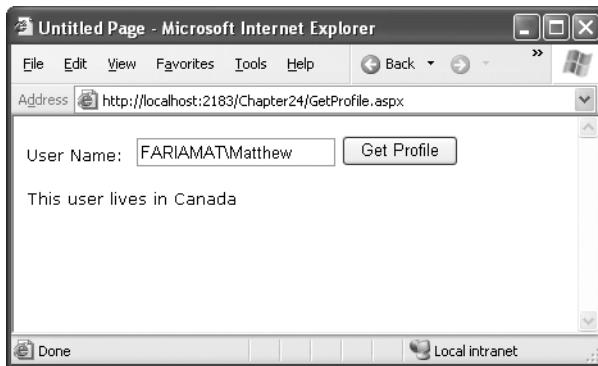 Untitled Page - Microsoft Internet Explorer
File Edit View Favorites Tools Help Back »
Address http://localhost:2183/Chapter24/GetProfile.aspx
User Name: FARIAMAT\Matthew Get Profile
This user lives in Canada
Done Local intranet